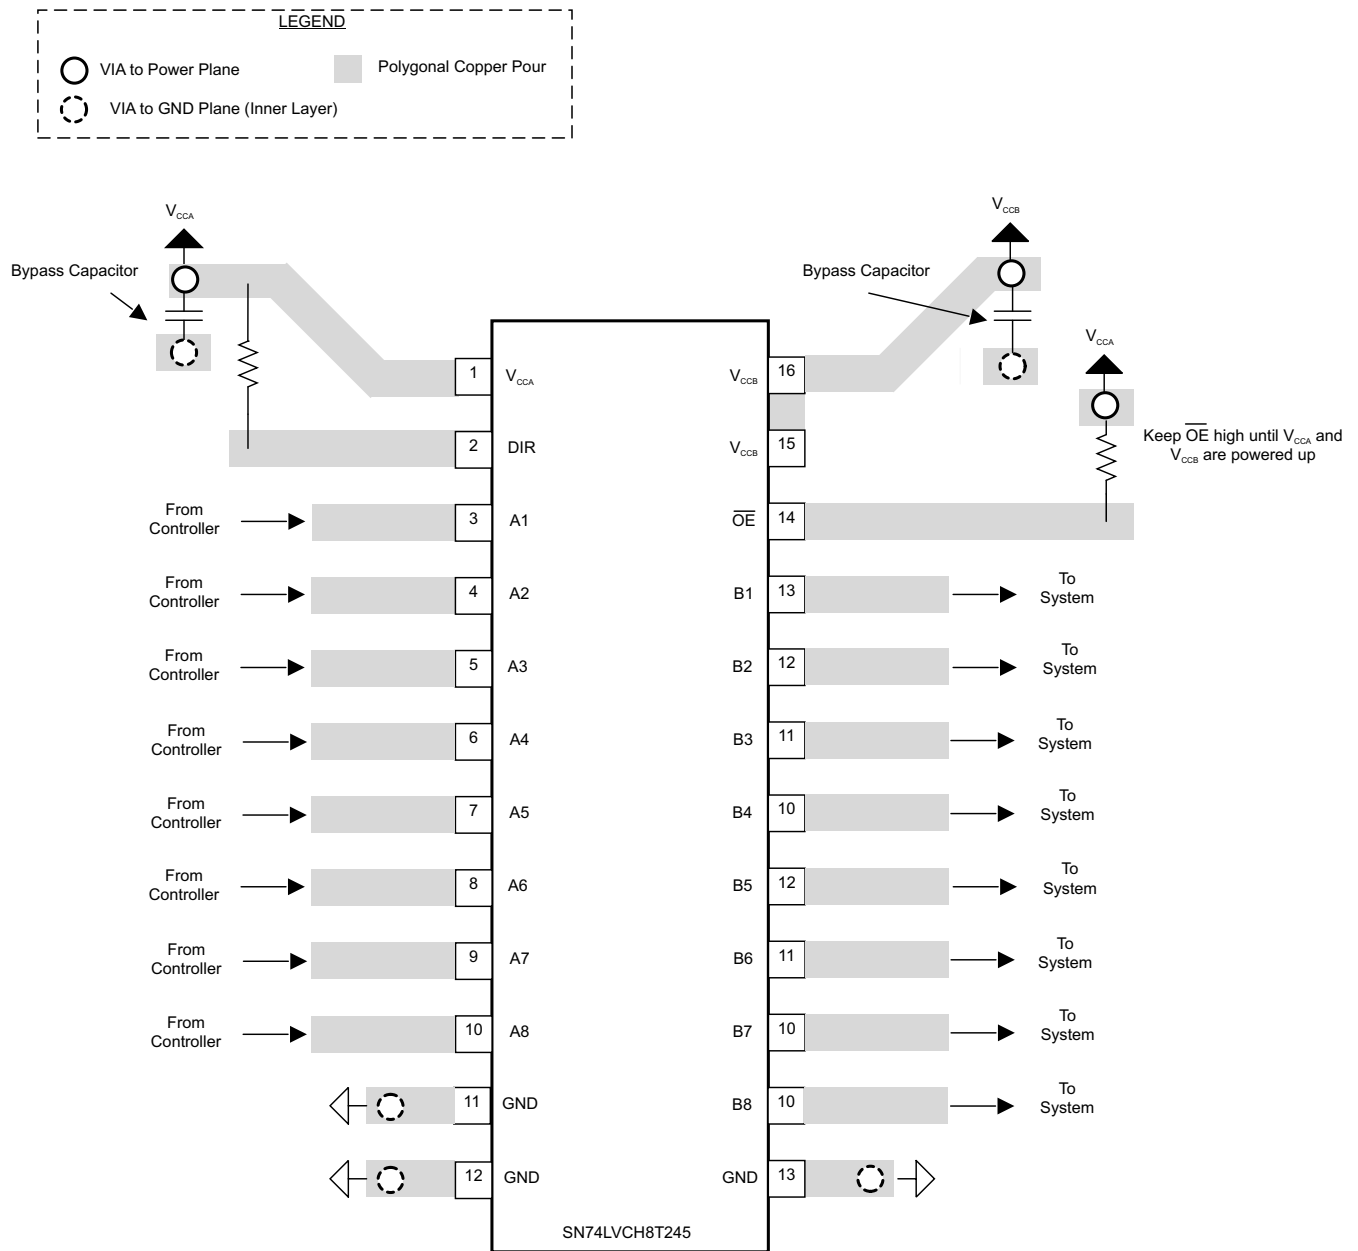 LEGEND
VIA to Power Plane
Polygonal Copper Pour
VIA to GND Plane (Inner Layer)
VCCA
VCCB
Bypass Capacitor
Bypass Capacitor
VCCA
1 VCCA
VCCB 16
Keep OE high until VCCA and
VCCB are powered up
2 DIR
VCCB 15
From
Controller
3 A1
OE 14
From
Controller
4 A2
B1 13
To
System
From
Controller
5 A3
B2 12
To
System
From
Controller
6 A4
B3 11
To
System
From
Controller
7 A5
B4 10
To
System
From
Controller
8 A6
B5 12
To
System
From
Controller
9 A7
B6 11
To
System
From
Controller
10 A8
B7 10
To
System
11 GND
B8 10
To
System
12 GND
GND 13
SN74LVCH8T245